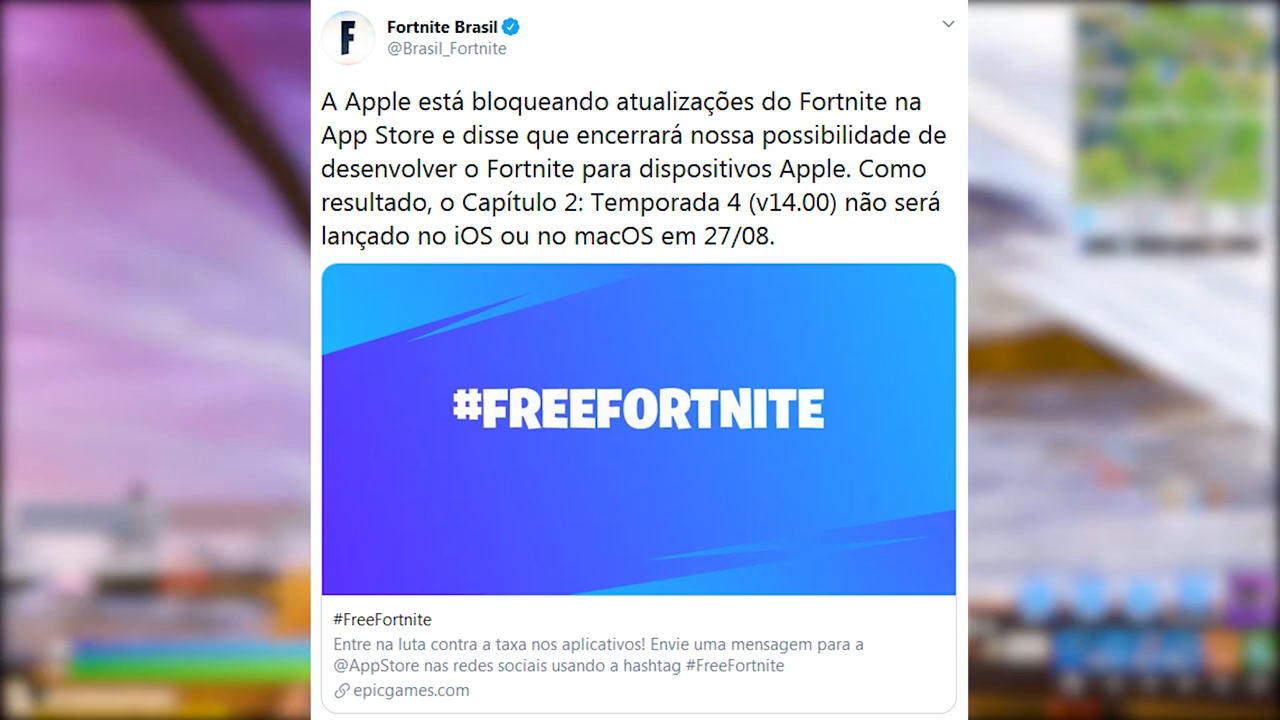 Fortnite Brasil
@Brasil_Fortnite
A Apple está bloqueando atualizações do Fortnite na
App Store e disse que encerrará nossa possibilidade de
desenvolver o Fortnite para dispositivos Apple. Como
resultado, o Capítulo 2: Temporada 4 (v14.00) não será
lançado no iOS ou no macOS em 27/08.
#FREEFORTNITE
#FreeFortnite
Entre na luta contra a taxa nos aplicativos! Envie uma mensagem para a
@AppStore nas redes sociais usando a hashtag #FreeFortnite
epicgames.com